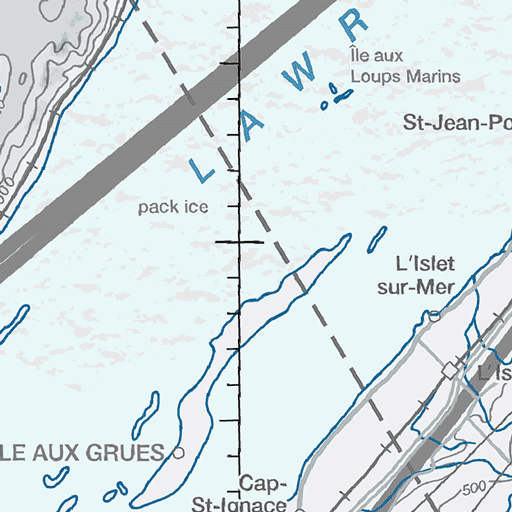 LAWR
Île aux
Loups Marins
St-Jean-Po
pack ice
L'Islet
sur-Mer
L'Is
LE AUX GRUES
Cap-
St-Ignace
500